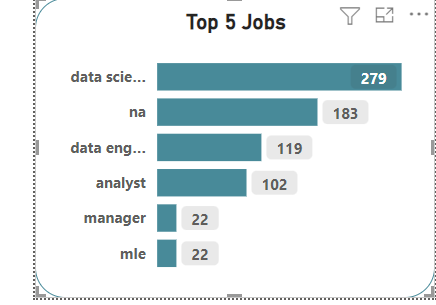 Top 5 Jobs
data scie... 279
na 183
data eng... 119
analyst 102
manager 22
mle 22